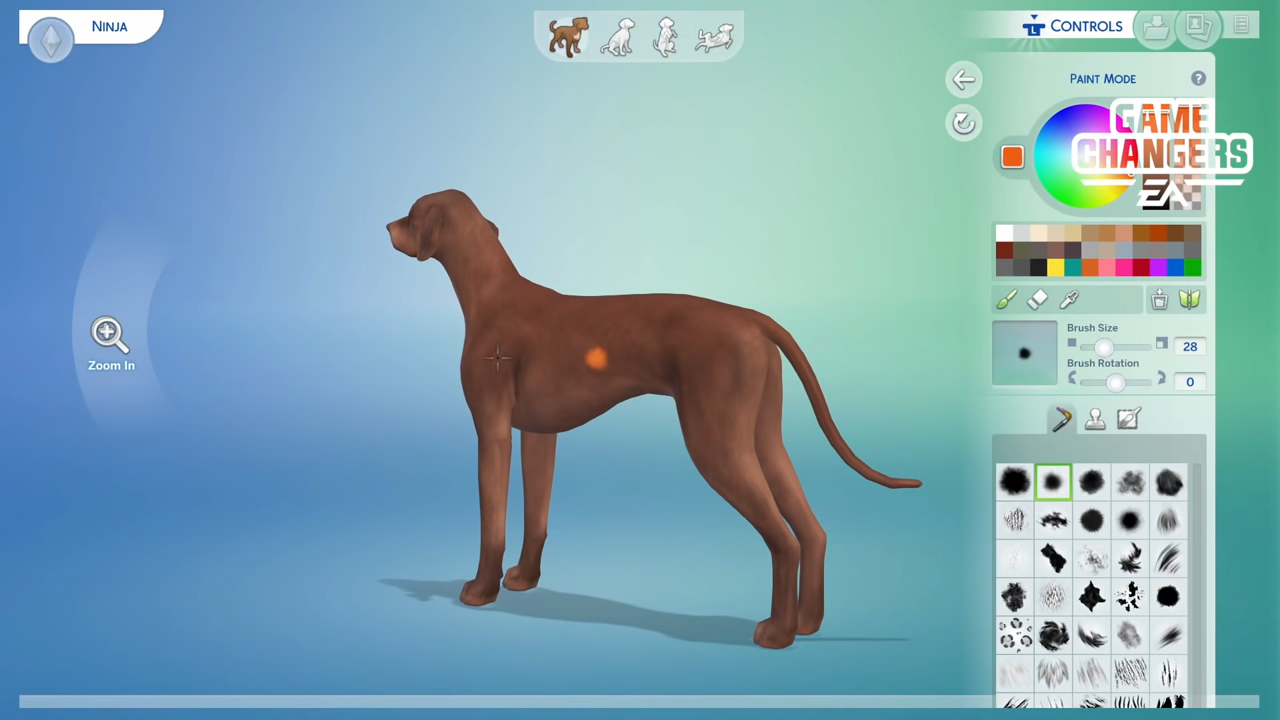 NINJA
L CONTROLS
PAINT MODE
?
GAME
CHANGERS
EA
Brush Size
28
Brush Rotation
0
Zoom In